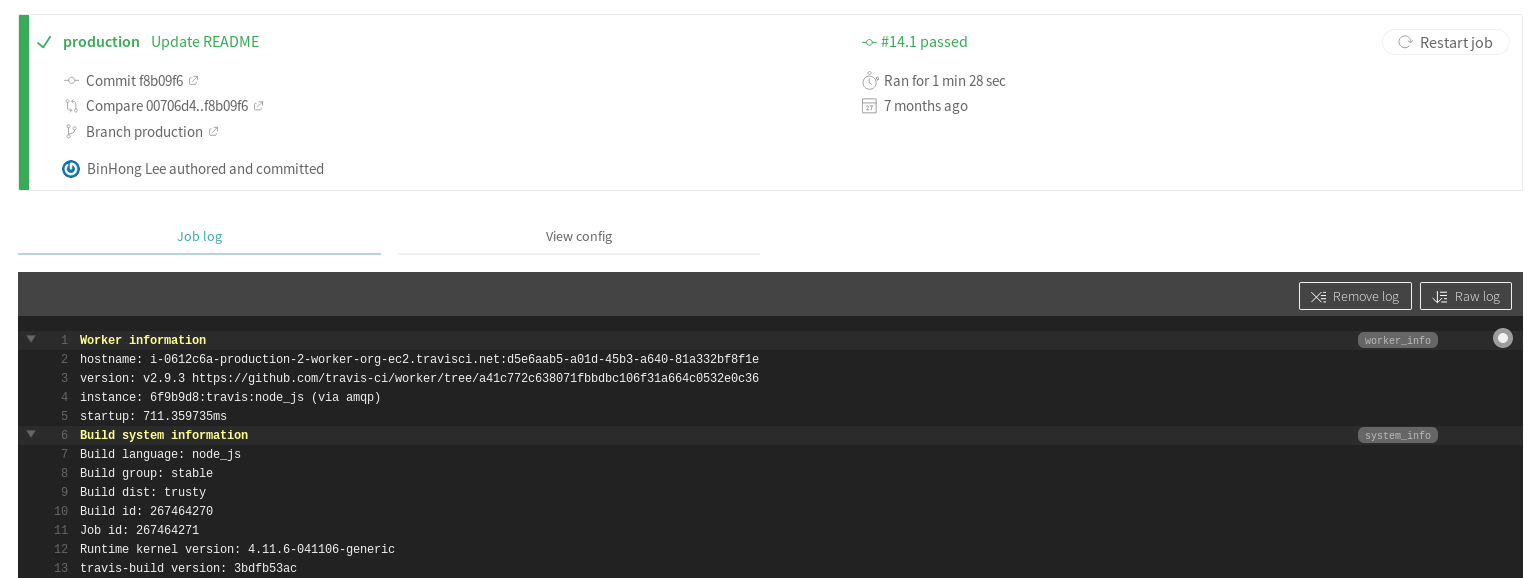 production Update README
#14.1 passed
Restart job
Commit f8b09f6
Ran for 1 min 28 sec
Compare 00706d4..f8b09f6
27 7 months ago
Branch production
BinHong Lee authored and committed
Job log
View config
Remove log
Raw log
1 Worker information worker_info
2 hostname: i-0612c6a-production-2-worker-org-ec2.travisci.net:d5e6aab5-a01d-45b3-a640-81a332bf8f1e
3 version: v2.9.3 https://github.com/travis-ci/worker/tree/a41c772c638071fbbdbc106f31a664c0532e0c36
4 instance: 6f9b9d8:travis:node_js (via amqp)
5 startup: 711.359735ms
6 Build system information system_info
7 Build language: node_js
8 Build group: stable
9 Build dist: trusty
10 Build id: 267464270
11 Job id: 267464271
12 Runtime kernel version: 4.11.6-041106-generic
13 travis-build version: 3bdfb53ac